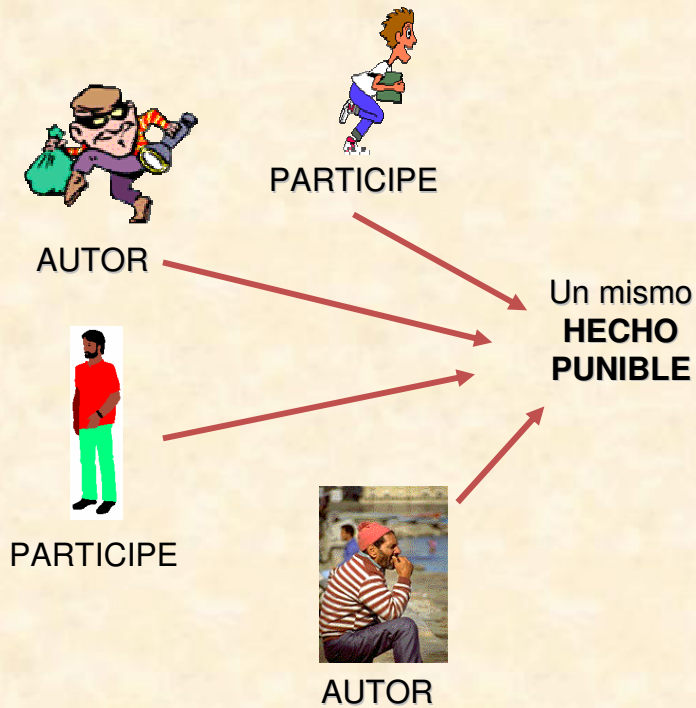 PARTICIPE
AUTOR
Un mismo
HECHO
PUNIBLE
PARTICIPE
AUTOR